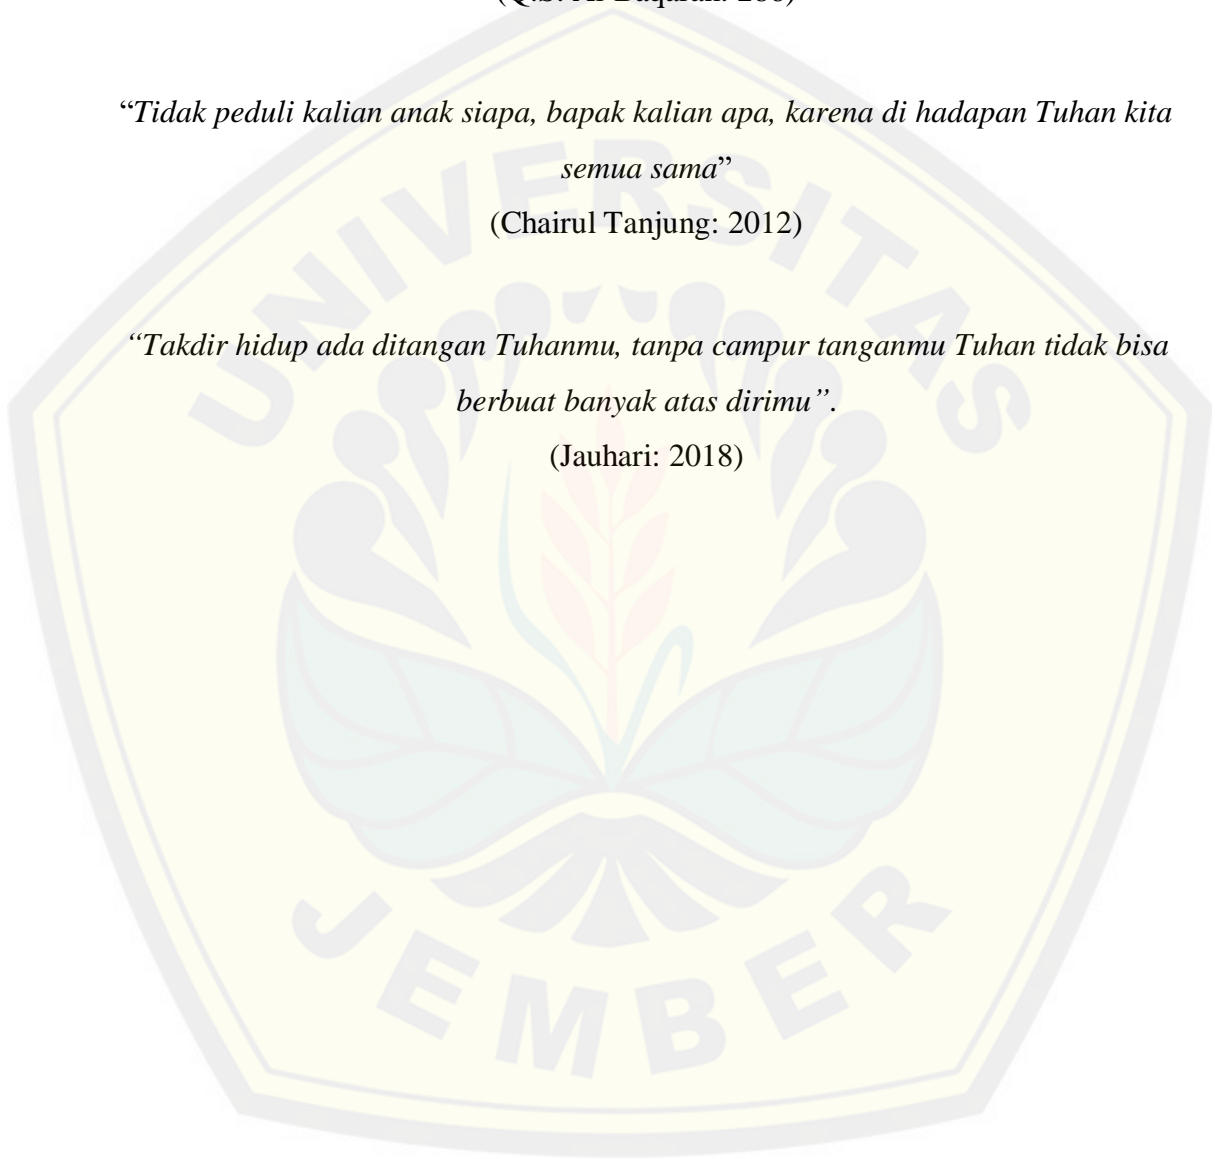 “Tidak peduli kalian anak siapa, bapak kalian apa, karena di hadapan Tuhan kita
semua sama”
(Chairul Tanjung: 2012)
“Takdir hidup ada ditangan Tuhanmu, tanpa campur tanganmu Tuhan tidak bisa
berbuat banyak atas dirimu”.
(Jauhari: 2018)
UNIVERSITAS
JEMBER